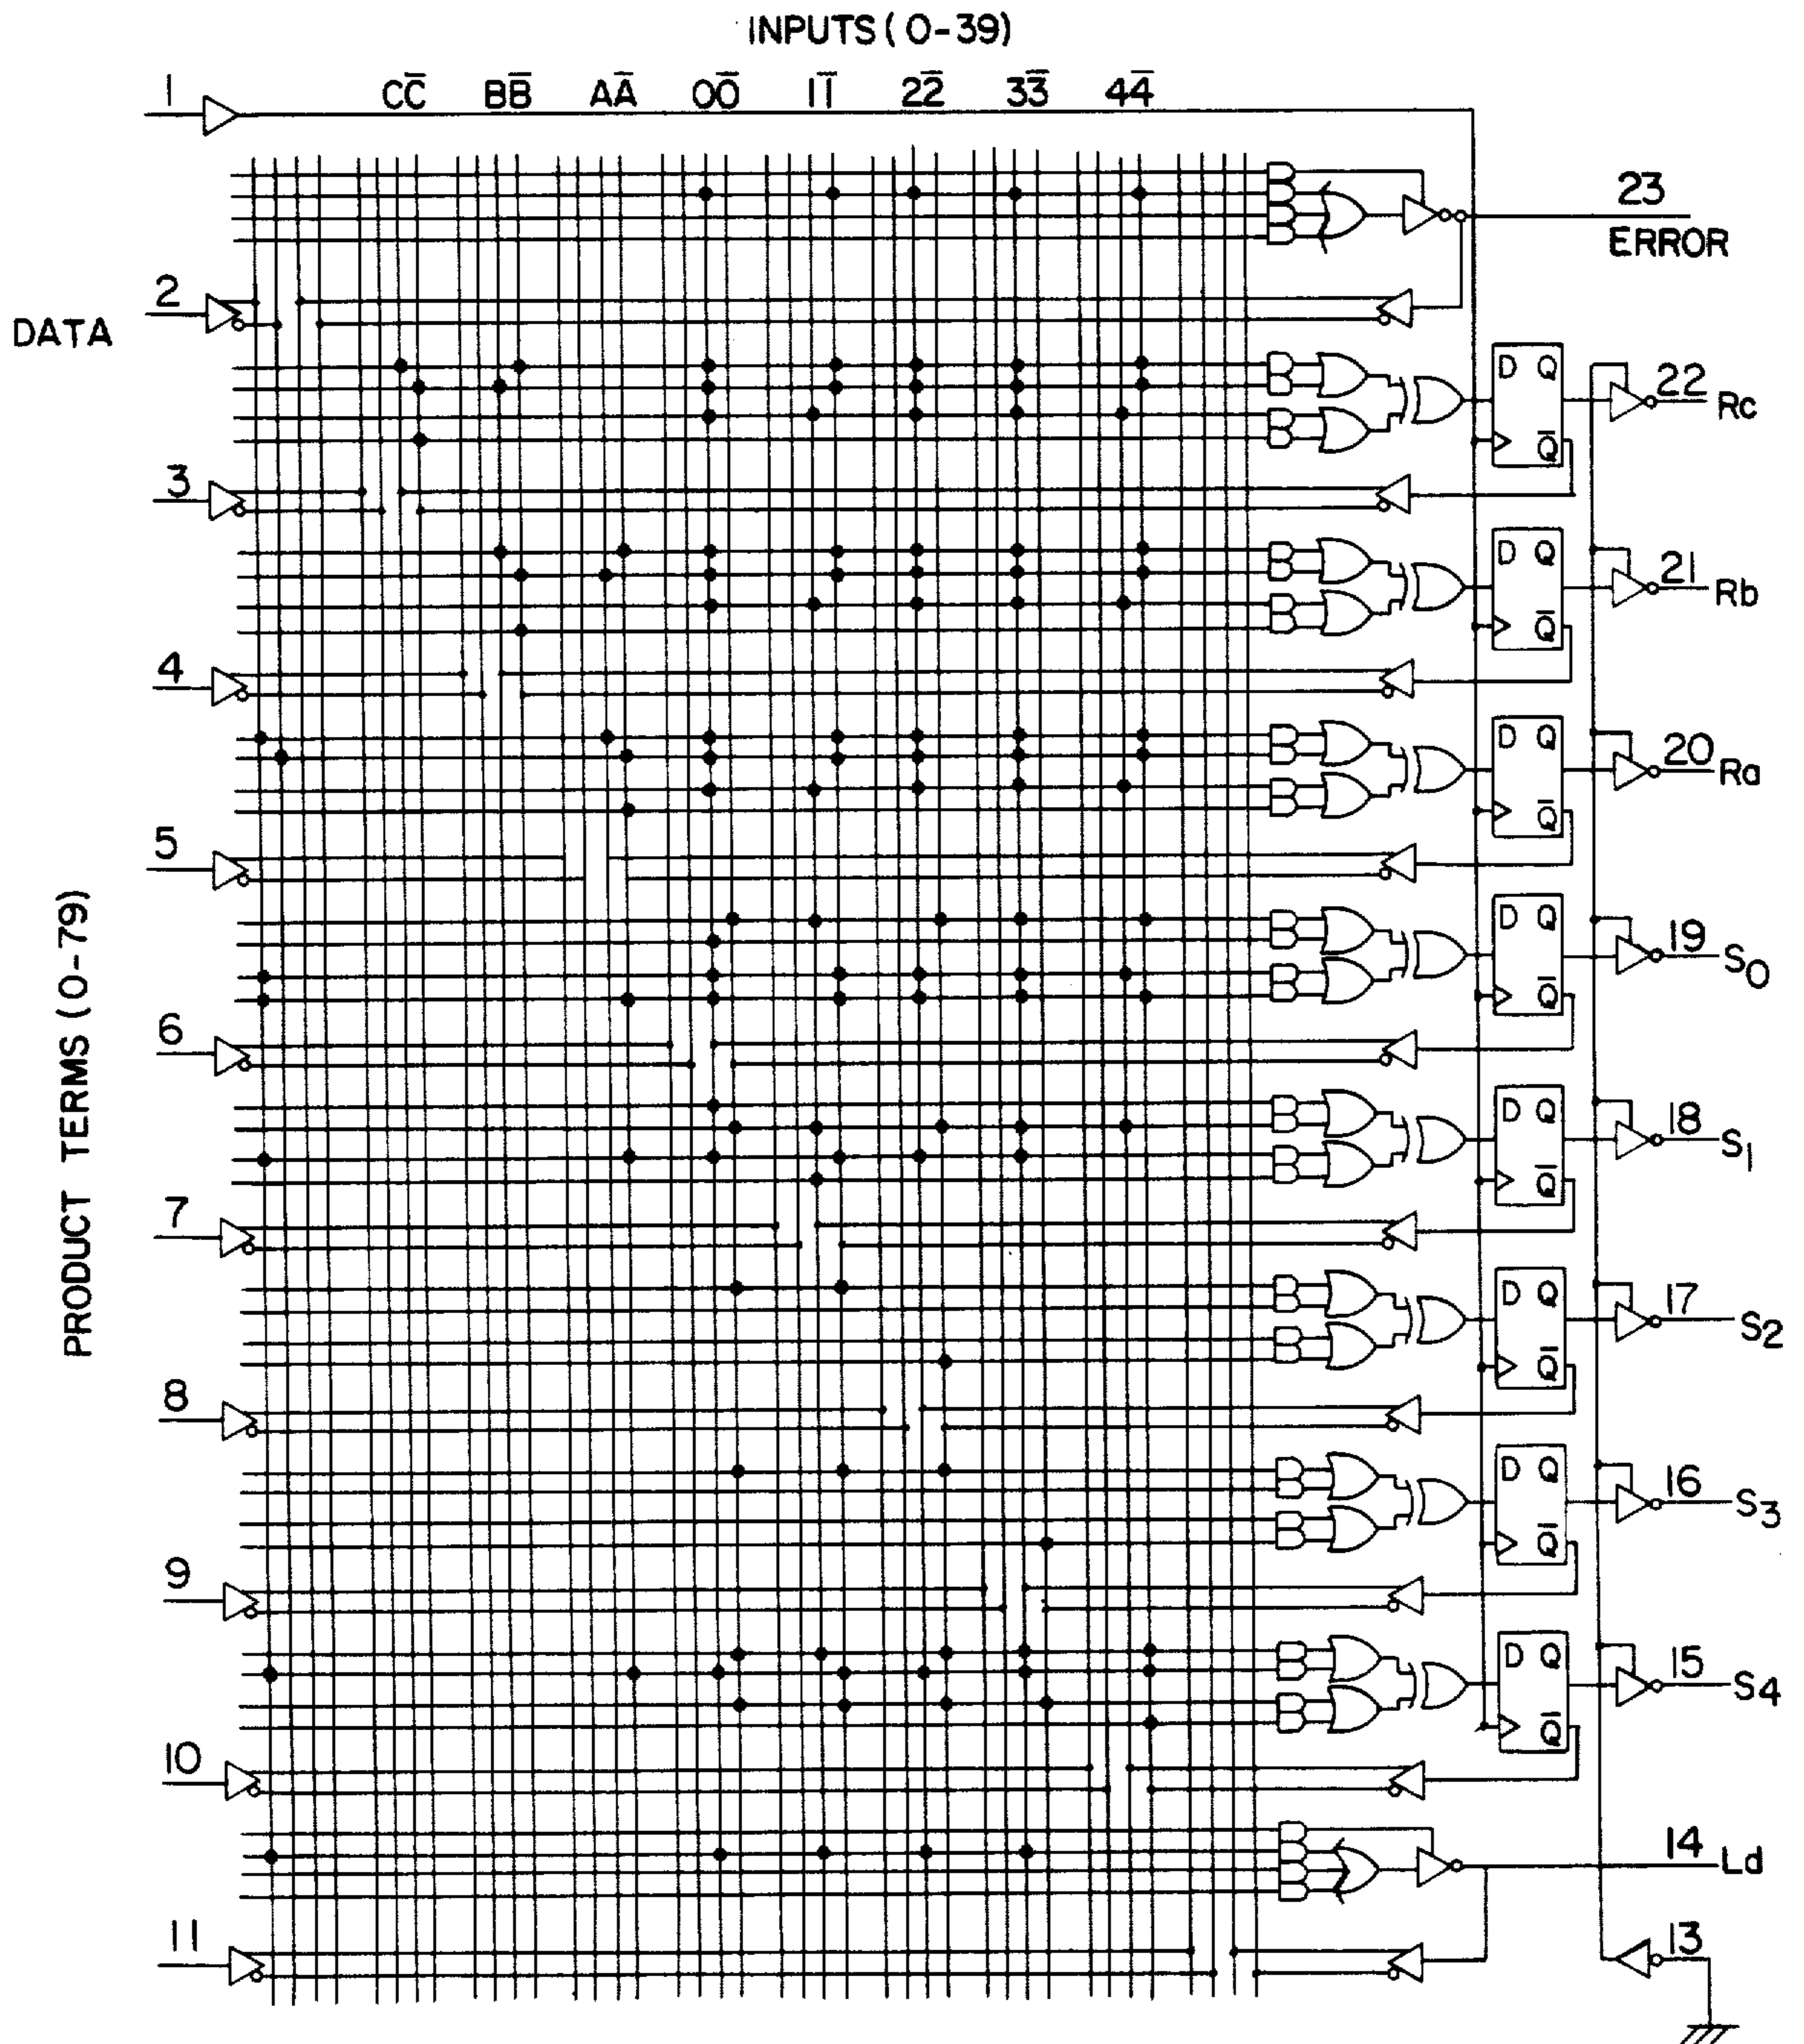 INPUTS (0-39)
1
CC̅ BB̅ AA̅ 00̅ 11̅ 22̅ 33̅ 44̅
23
ERROR
2
DATA
D Q
22 Rc
Q̅
3
D Q
21 Rb
Q̅
4
D Q
20 Ra
Q̅
5
PRODUCT TERMS (0-79)
D Q
19 S0
Q̅
6
D Q
18 S1
Q̅
7
D Q
17 S2
Q̅
8
D Q
16 S3
Q̅
9
D Q
15 S4
Q̅
10
14 Ld
11
13